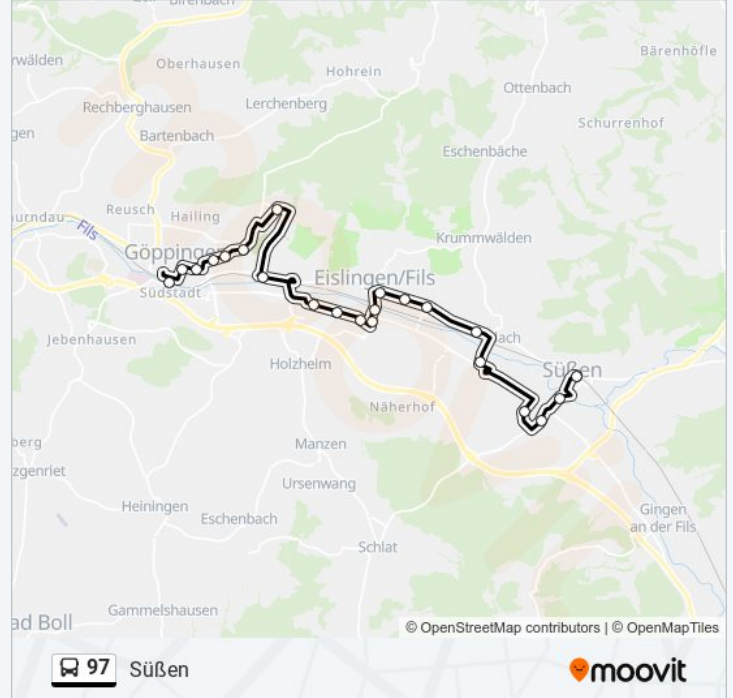 Birenbach
rwälden
Oberhausen
Bärenhöfle
Hohrein
Ottenbach
Rechberghausen
Lerchenberg
Schurrenhof
gen
Bartenbach
Eschenbäche
urndau
Reusch
Hailing
Fils
Krummwälden
Göppingen
Eislingen/Fils
Südstadt
Jebenhausen
ach
Holzheim
Süßen
Näherhof
berg
Manzen
zgenriet
Ursenwang
Heiningen
Eschenbach
Gingen
an der Fils
Schlat
Gammelshausen
ad Boll
© OpenStreetMap contributors | © OpenMapTiles
97 Süßen
moovit